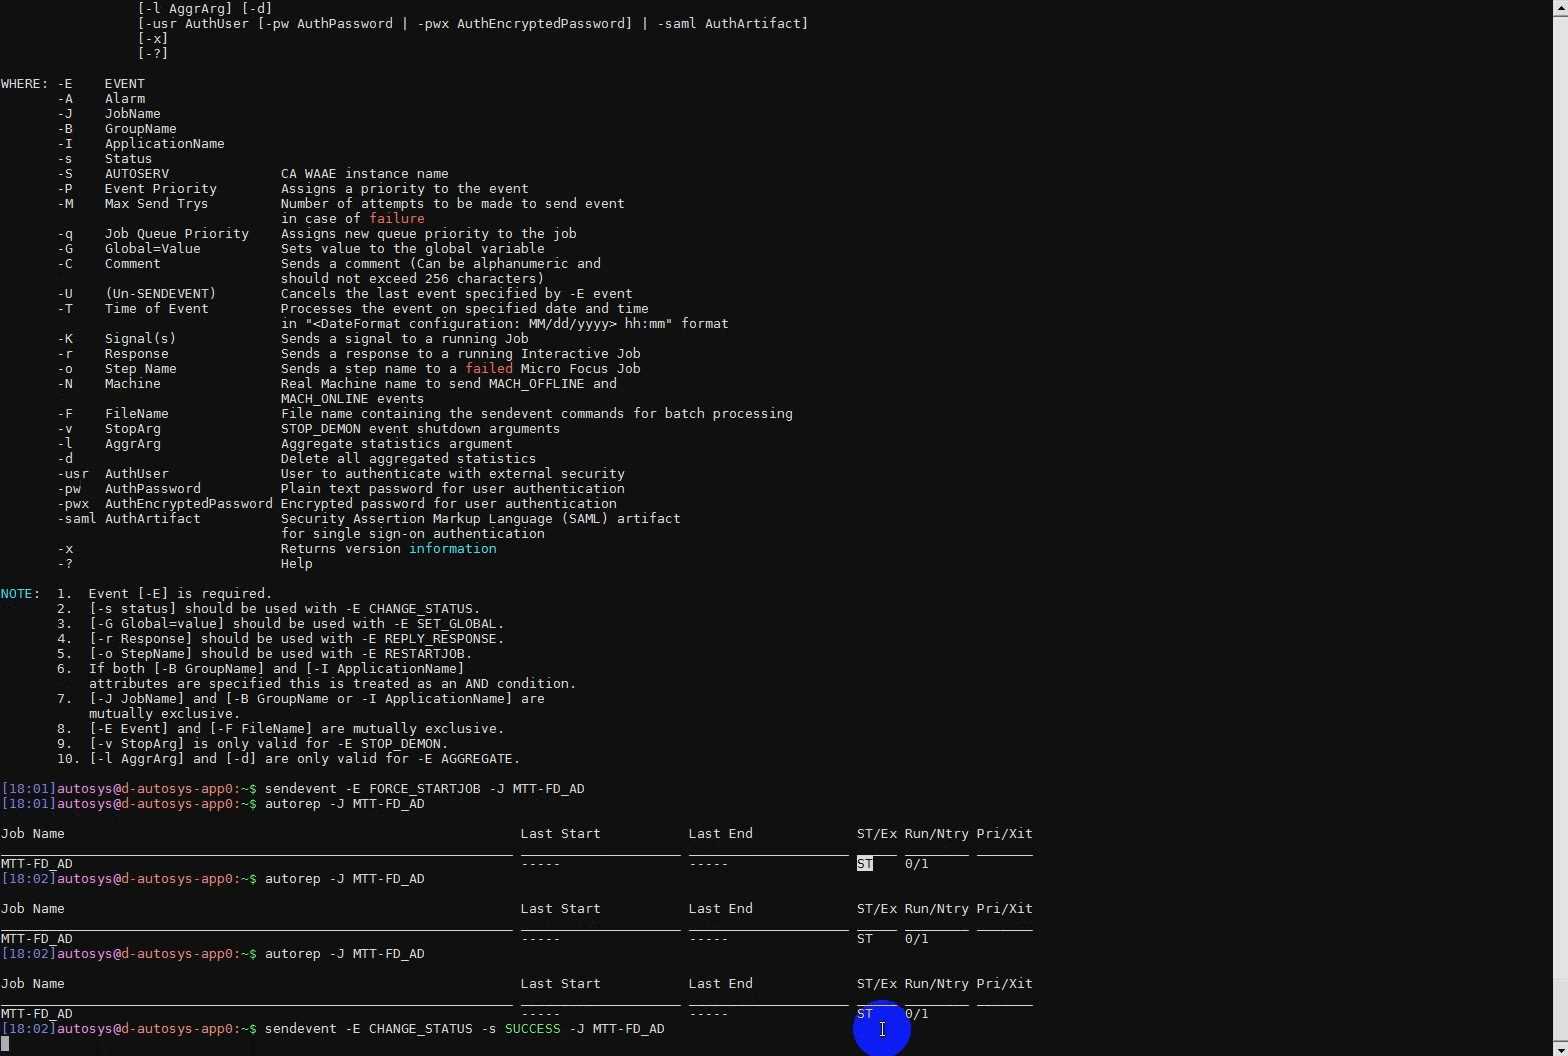 [-l AggrArg] [-d]
[-usr AuthUser [-pw AuthPassword | -pwx AuthEncryptedPassword] | -saml AuthArtifact]
[-x]
[-?]
WHERE: -E EVENT
-A Alarm
-J JobName
-B GroupName
-I ApplicationName
-s Status
-S AUTOSERV CA WAAE instance name
-P Event Priority Assigns a priority to the event
-M Max Send Trys Number of attempts to be made to send event
in case of failure
-q Job Queue Priority Assigns new queue priority to the job
-G Global=Value Sets value to the global variable
-C Comment Sends a comment (Can be alphanumeric and
should not exceed 256 characters)
-U (Un-SENDEVENT) Cancels the last event specified by -E event
-T Time of Event Processes the event on specified date and time
in "<DateFormat configuration: MM/dd/yyyy> hh:mm" format
-K Signal(s) Sends a signal to a running Job
-r Response Sends a response to a running Interactive Job
-o Step Name Sends a step name to a failed Micro Focus Job
-N Machine Real Machine name to send MACH_OFFLINE and
MACH_ONLINE events
-F FileName File name containing the sendevent commands for batch processing
-v StopArg STOP_DEMON event shutdown arguments
-l AggrArg Aggregate statistics argument
-d Delete all aggregated statistics
-usr AuthUser User to authenticate with external security
-pw AuthPassword Plain text password for user authentication
-pwx AuthEncryptedPassword Encrypted password for user authentication
-saml AuthArtifact Security Assertion Markup Language (SAML) artifact
for single sign-on authentication
-x Returns version information
-? Help
NOTE: 1. Event [-E] is required.
2. [-s status] should be used with -E CHANGE_STATUS.
3. [-G Global=value] should be used with -E SET_GLOBAL.
4. [-r Response] should be used with -E REPLY_RESPONSE.
5. [-o StepName] should be used with -E RESTARTJOB.
6. If both [-B GroupName] and [-I ApplicationName]
attributes are specified this is treated as an AND condition.
7. [-J JobName] and [-B GroupName or -I ApplicationName] are
mutually exclusive.
8. [-E Event] and [-F FileName] are mutually exclusive.
9. [-v StopArg] is only valid for -E STOP_DEMON.
10. [-l AggrArg] and [-d] are only valid for -E AGGREGATE.
[18:01]autosys@d-autosys-app0:~$ sendevent -E FORCE_STARTJOB -J MTT-FD_AD
[18:01]autosys@d-autosys-app0:~$ autorep -J MTT-FD_AD
Job Name Last Start Last End ST/Ex Run/Ntry Pri/Xit
MTT-FD_AD ----- ----- ST 0/1
[18:02]autosys@d-autosys-app0:~$ autorep -J MTT-FD_AD
Job Name Last Start Last End ST/Ex Run/Ntry Pri/Xit
MTT-FD_AD ----- ----- ST 0/1
[18:02]autosys@d-autosys-app0:~$ autorep -J MTT-FD_AD
Job Name Last Start Last End ST/Ex Run/Ntry Pri/Xit
MTT-FD_AD ----- ----- ST 0/1
[18:02]autosys@d-autosys-app0:~$ sendevent -E CHANGE_STATUS -s SUCCESS -J MTT-FD_AD